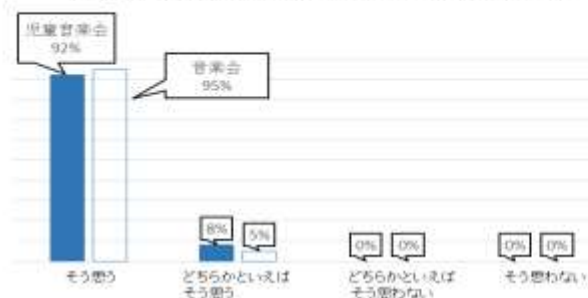 児童音楽会
92%
音楽会
95%
8%
5%
0%
0%
0%
0%
そう思う
どちらかといえば
そう思う
どちらかといえば
そう思わない
そう思わない